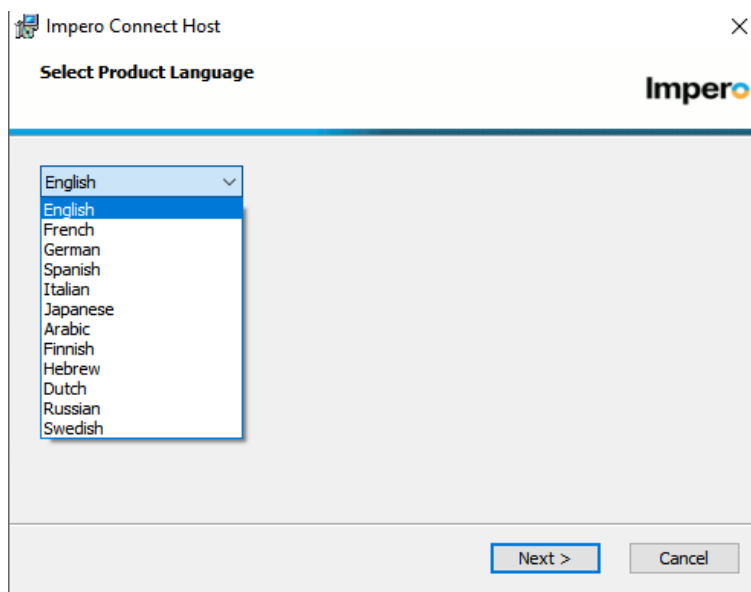 Impero Connect Host
Select Product Language
Impero
English
English
French
German
Spanish
Italian
Japanese
Arabic
Finnish
Hebrew
Dutch
Russian
Swedish
Next >
Cancel